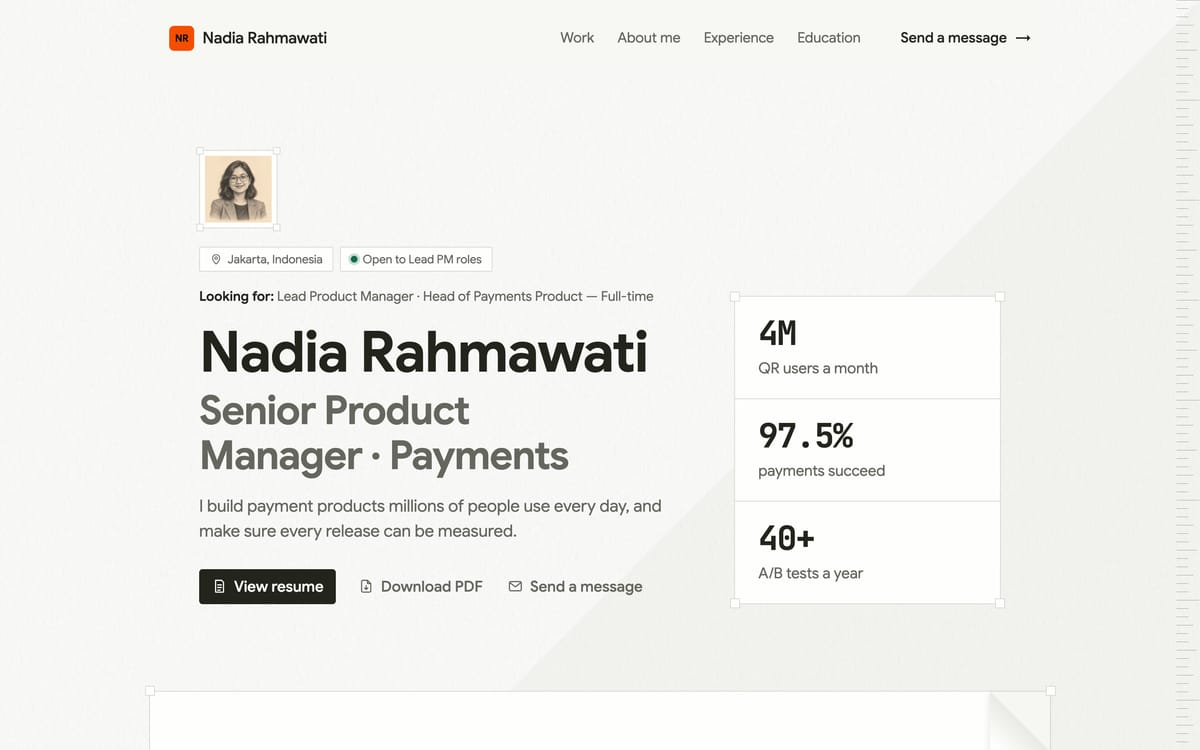 NR
Nadia Rahmawati
Work
About me
Experience
Education
Send a message →
Jakarta, Indonesia
Open to Lead PM roles
Looking for: Lead Product Manager · Head of Payments Product — Full-time
Nadia Rahmawati
Senior Product
Manager · Payments
I build payment products millions of people use every day, and
make sure every release can be measured.
View resume
Download PDF
Send a message
4M
QR users a month
97.5%
payments succeed
40+
A/B tests a year